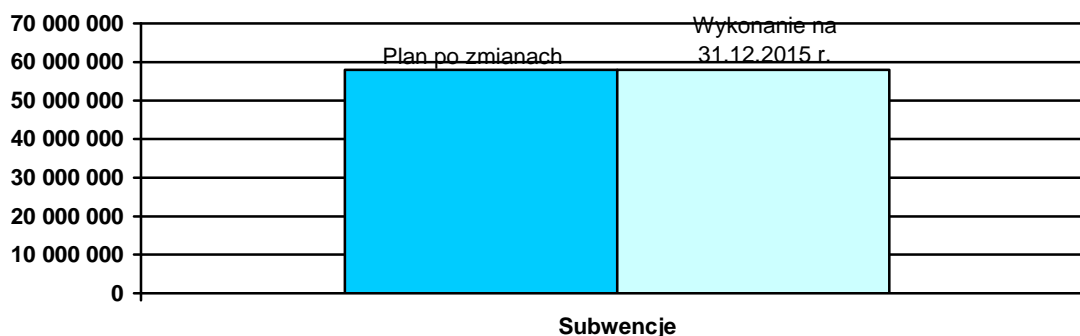 70 000 000
60 000 000
50 000 000
40 000 000
30 000 000
20 000 000
10 000 000
0
Plan po zmianach
Wykonanie na
31.12.2015 r.
Subwencje